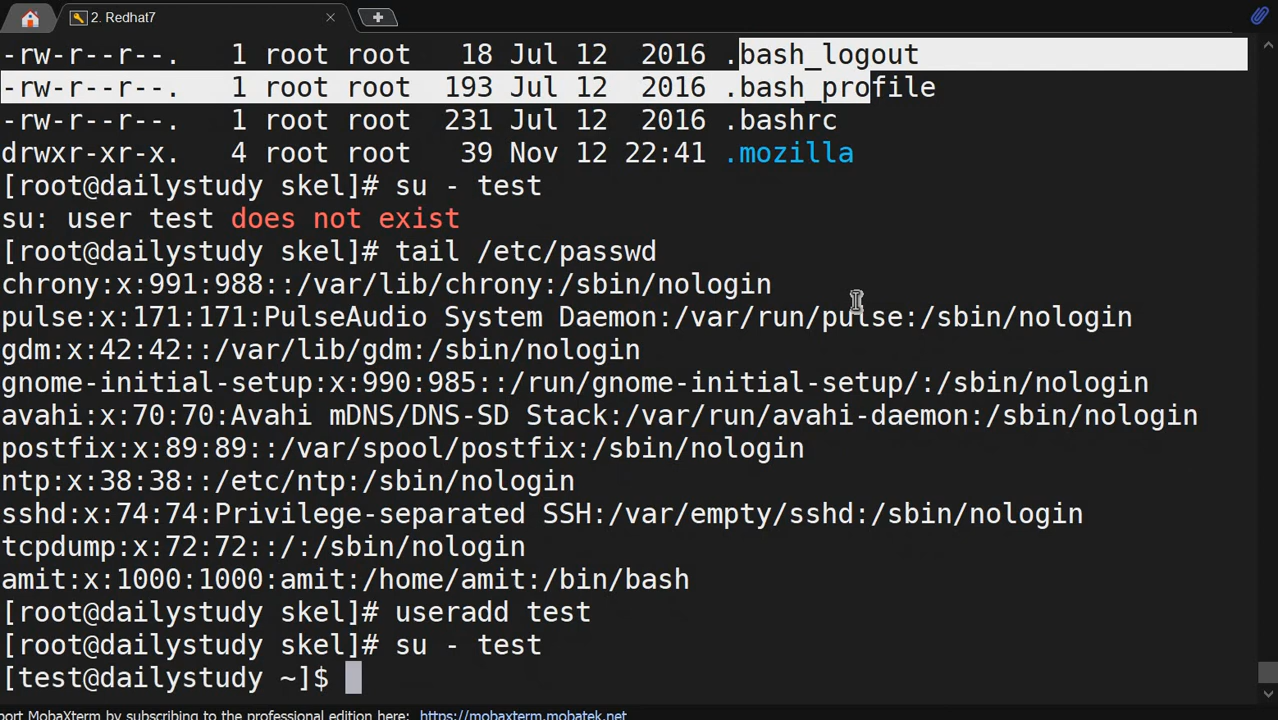 2. Redhat7
-rw-r--r--. 1 root root 18 Jul 12 2016 .bash_logout
-rw-r--r--. 1 root root 193 Jul 12 2016 .bash_profile
-rw-r--r--. 1 root root 231 Jul 12 2016 .bashrc
drwxr-xr-x. 4 root root 39 Nov 12 22:41 .mozilla
[root@dailystudy skel]# su - test
su: user test does not exist
[root@dailystudy skel]# tail /etc/passwd
chrony:x:991:988::/var/lib/chrony:/sbin/nologin
pulse:x:171:171:PulseAudio System Daemon:/var/run/pulse:/sbin/nologin
gdm:x:42:42::/var/lib/gdm:/sbin/nologin
gnome-initial-setup:x:990:985::/run/gnome-initial-setup/:/sbin/nologin
avahi:x:70:70:Avahi mDNS/DNS-SD Stack:/var/run/avahi-daemon:/sbin/nologin
postfix:x:89:89::/var/spool/postfix:/sbin/nologin
ntp:x:38:38::/etc/ntp:/sbin/nologin
sshd:x:74:74:Privilege-separated SSH:/var/empty/sshd:/sbin/nologin
tcpdump:x:72:72::/:/sbin/nologin
amit:x:1000:1000:amit:/home/amit:/bin/bash
[root@dailystudy skel]# useradd test
[root@dailystudy skel]# su - test
[test@dailystudy ~]$
port MobaXterm by subscribing to the professional edition here: https://mobaxterm.mobatek.net